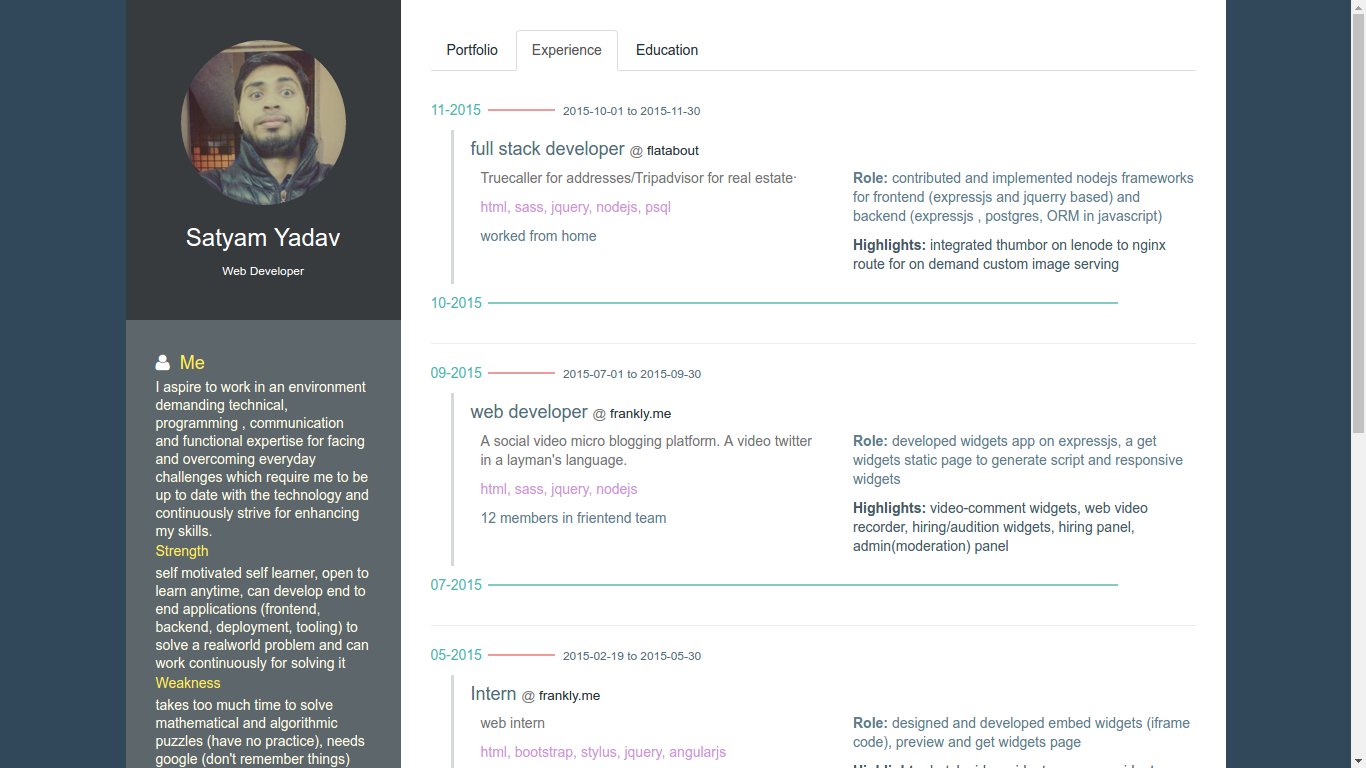 Satyam Yadav
Web Developer
Me
I aspire to work in an environment
demanding technical,
programming , communication
and functional expertise for facing
and overcoming everyday
challenges which require me to be
up to date with the technology and
continuously strive for enhancing
my skills.
Strength
self motivated self learner, open to
learn anytime, can develop end to
end applications (frontend,
backend, deployment, tooling) to
solve a realworld problem and can
work continuously for solving it
Weakness
takes too much time to solve
mathematical and algorithmic
puzzles (have no practice), needs
google (don't remember things)
Portfolio Experience Education
11-2015 2015-10-01 to 2015-11-30
full stack developer @ flatabout
Truecaller for addresses/Tripadvisor for real estate·
html, sass, jquery, nodejs, psql
worked from home
Role: contributed and implemented nodejs frameworks
for frontend (expressjs and jquerry based) and
backend (expressjs , postgres, ORM in javascript)
Highlights: integrated thumbor on lenode to nginx
route for on demand custom image serving
10-2015
09-2015 2015-07-01 to 2015-09-30
web developer @ frankly.me
A social video micro blogging platform. A video twitter
in a layman's language.
html, sass, jquery, nodejs
12 members in frientend team
Role: developed widgets app on expressjs, a get
widgets static page to generate script and responsive
widgets
Highlights: video-comment widgets, web video
recorder, hiring/audition widgets, hiring panel,
admin(moderation) panel
07-2015
05-2015 2015-02-19 to 2015-05-30
Intern @ frankly.me
web intern
html, bootstrap, stylus, jquery, angularjs
Role: designed and developed embed widgets (iframe
code), preview and get widgets page